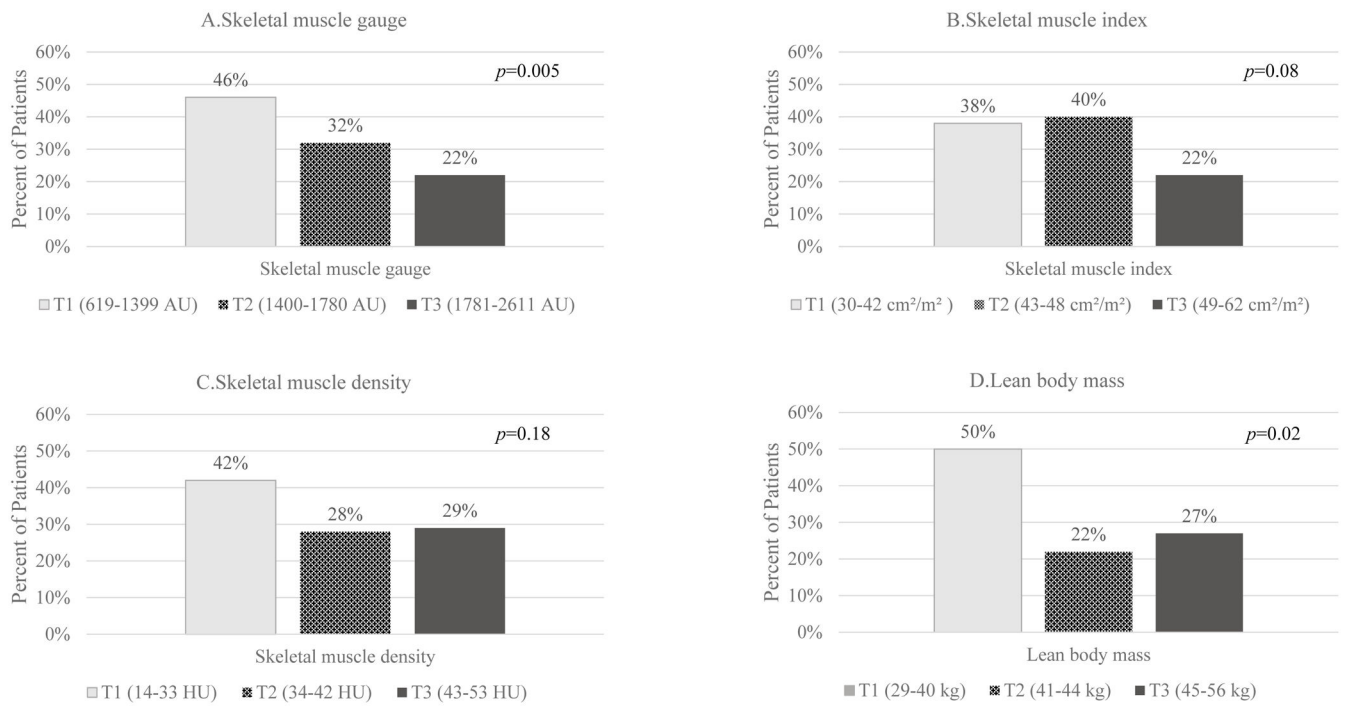 A.Skeletal muscle gauge
60%
50%
40%
30%
20%
10%
0%
Percent of Patients
46%
32%
22%
p=0.005
Skeletal muscle gauge
T1 (619-1399 AU) T2 (1400-1780 AU) T3 (1781-2611 AU)
B.Skeletal muscle index
60%
50%
40%
30%
20%
10%
0%
Percent of Patients
38%
40%
22%
p=0.08
Skeletal muscle index
T1 (30-42 cm²/m² ) T2 (43-48 cm²/m²) T3 (49-62 cm²/m²)
C.Skeletal muscle density
60%
50%
40%
30%
20%
10%
0%
Percent of Patients
42%
28%
29%
p=0.18
Skeletal muscle density
T1 (14-33 HU) T2 (34-42 HU) T3 (43-53 HU)
D.Lean body mass
60%
50%
40%
30%
20%
10%
0%
Percent of Patients
50%
22%
27%
p=0.02
Lean body mass
T1 (29-40 kg) T2 (41-44 kg) T3 (45-56 kg)